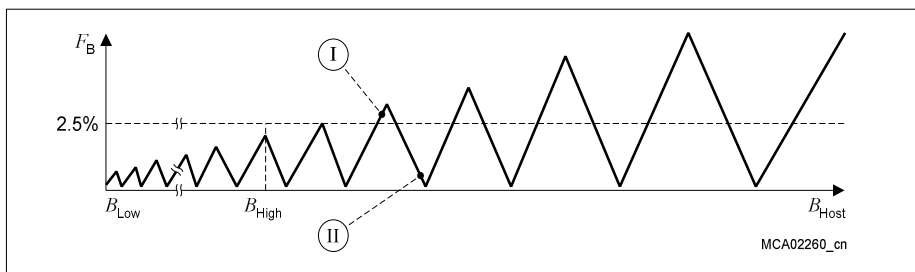 F_B
I
2.5%
B_Low
B_High
B_Host
II
MCA02260_cn